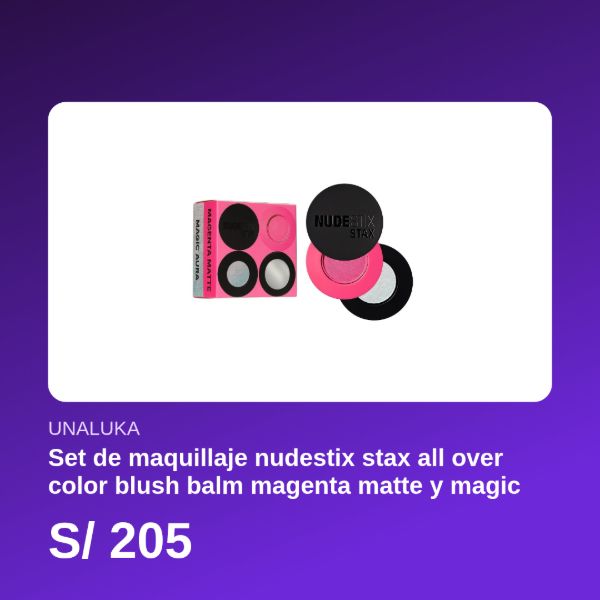 MAGIC AURA
MAGENTA MATTE
NUDESTIX
STAX
UNALUKA
Set de maquillaje nudestix stax all over
color blush balm magenta matte y magic
S/ 205